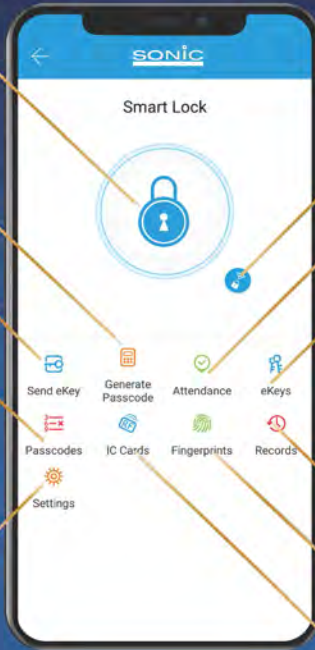 SONIC
Smart Lock
Send eKey
Generate
Passcode
Attendance
eKeys
Passcodes
IC Cards
Fingerprints
Records
Settings